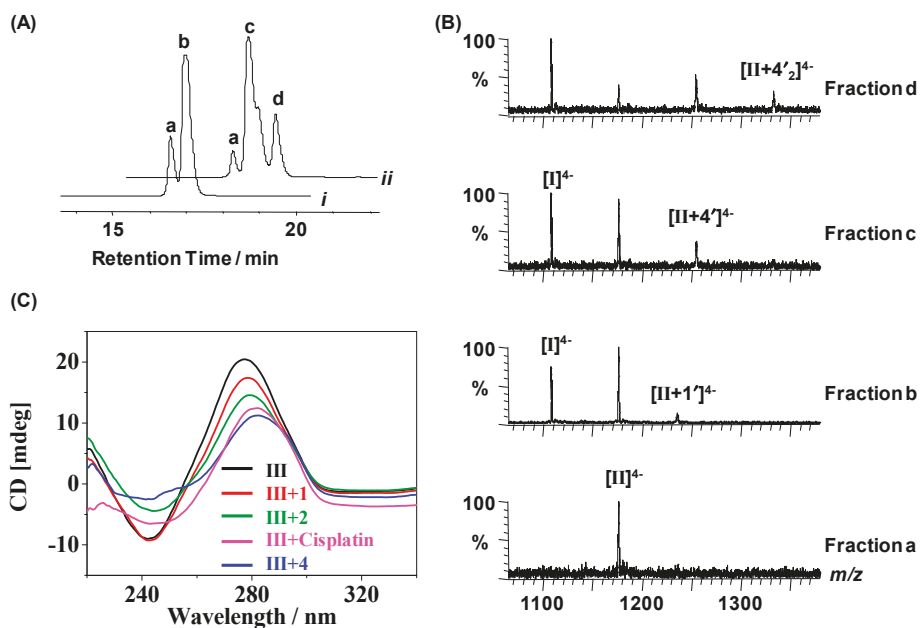 (A)
a
b
a
c
d
ii
i
15
20
Retention Time / min
(B)
100
%
[II+4′₂]⁴⁻
Fraction d
100
%
[I]⁴⁻
[II+4′]⁴⁻
Fraction c
100
%
[I]⁴⁻
[II+1′]⁴⁻
Fraction b
100
%
[II]⁴⁻
Fraction a
m/z
1100
1200
1300
(C)
CD [mdeg]
20
10
0
-10
III
III+1
III+2
III+Cisplatin
III+4
240
280
320
Wavelength / nm